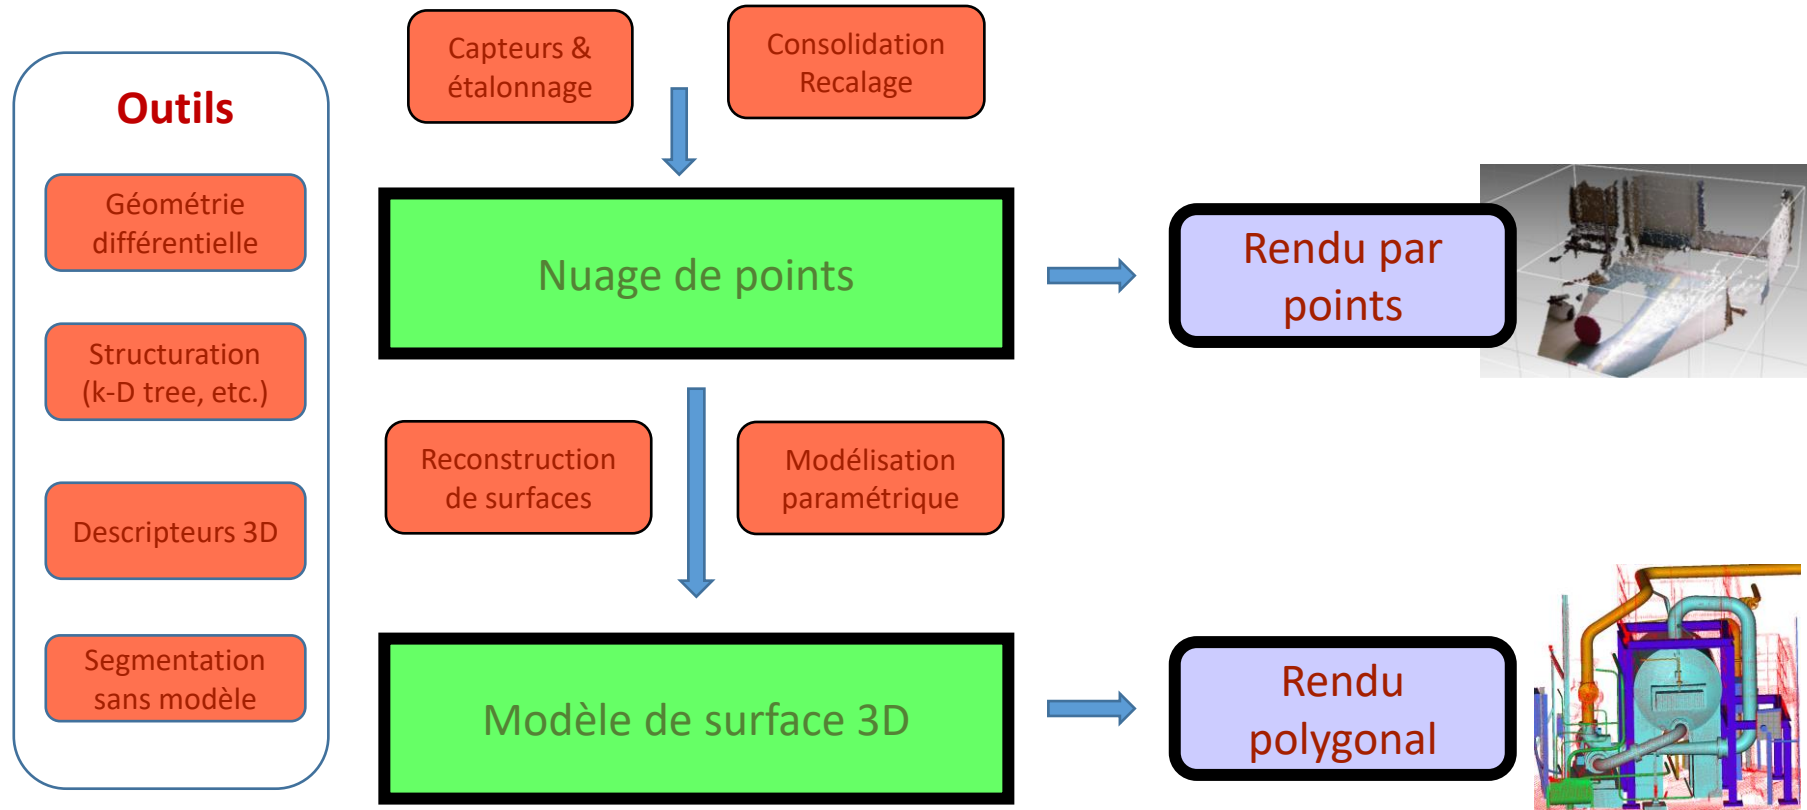 Outils
Géométrie
différentielle
Structuration
(k-D tree, etc.)
Descripteurs 3D
Segmentation
sans modèle
Capteurs &
étalonnage
Consolidation
Recalage
Nuage de points
Rendu par
points
Reconstruction
de surfaces
Modélisation
paramétrique
Modèle de surface 3D
Rendu
polygonal